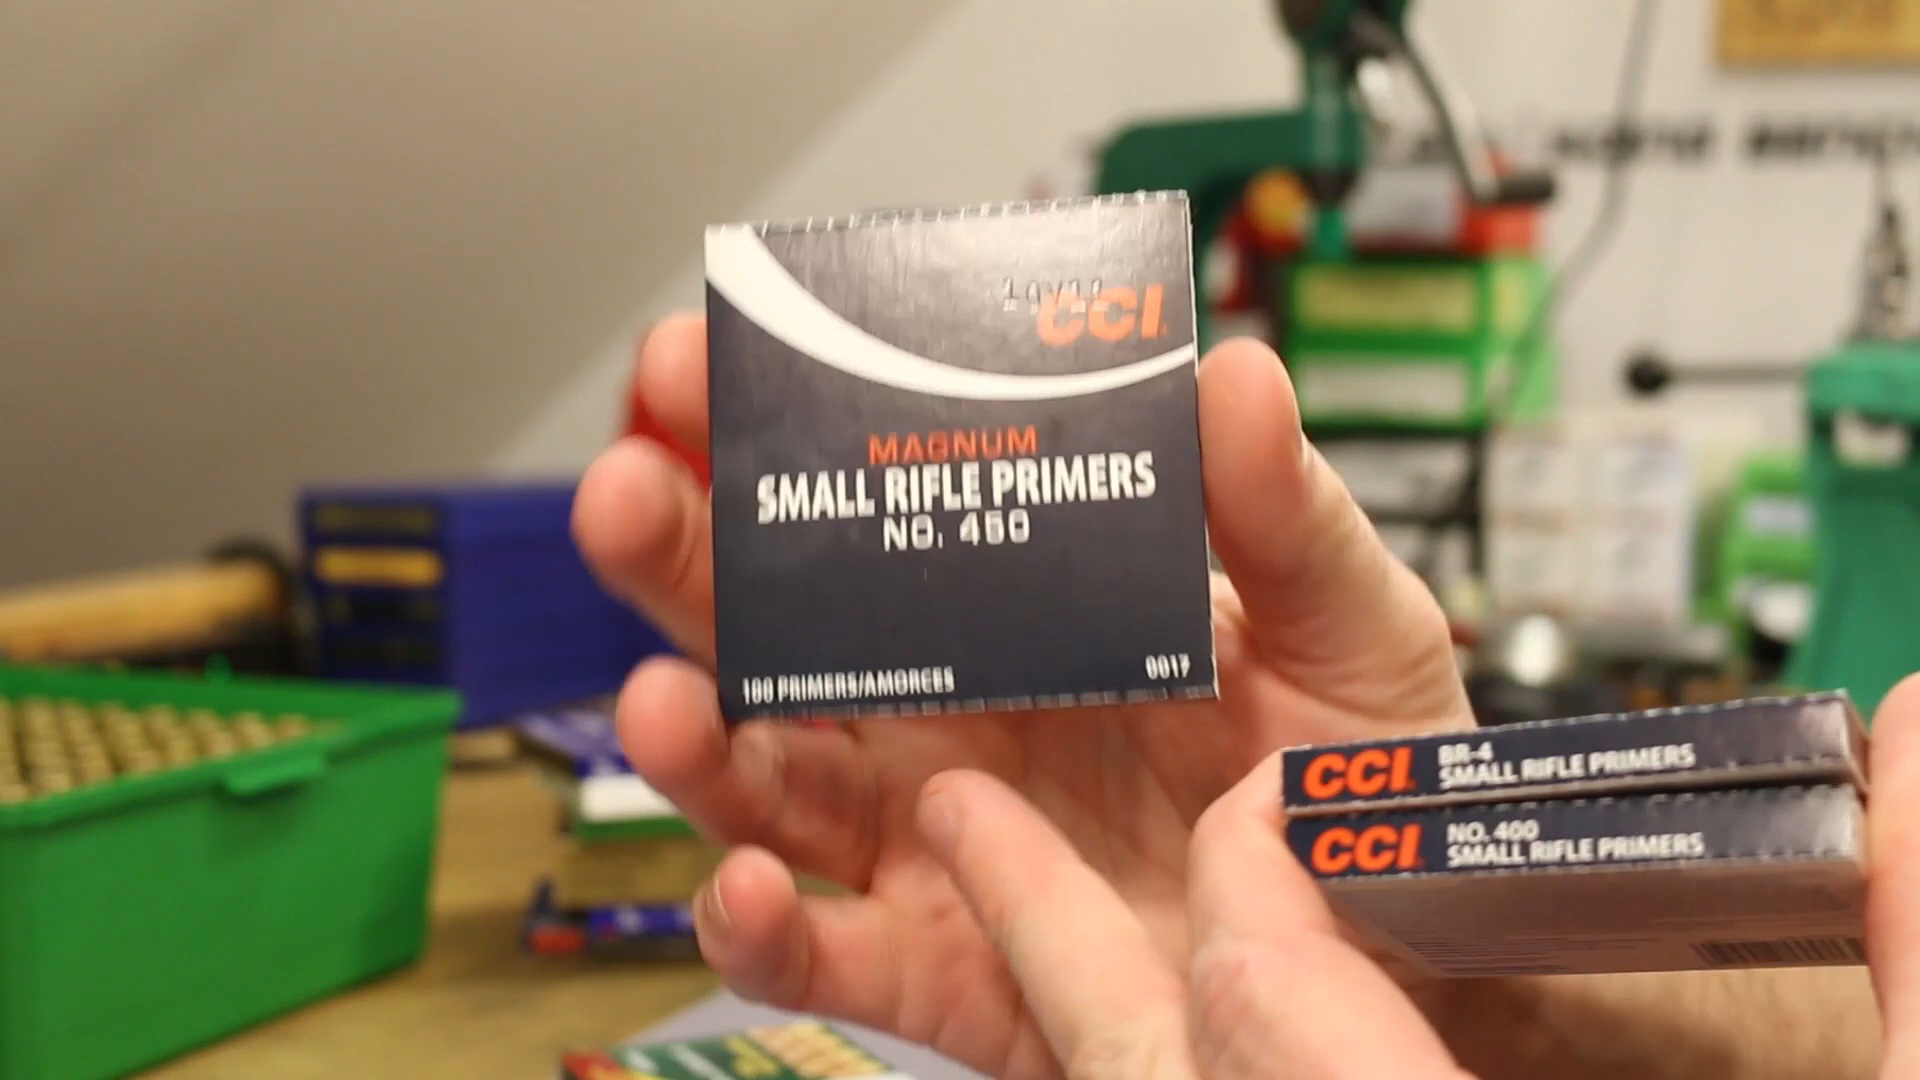 CCI
MAGNUM
SMALL RIFLE PRIMERS
NO. 450
100 PRIMERS/AMORCES
0017
CCI
BR-4
SMALL RIFLE PRIMERS
CCI
NO. 400
SMALL RIFLE PRIMERS